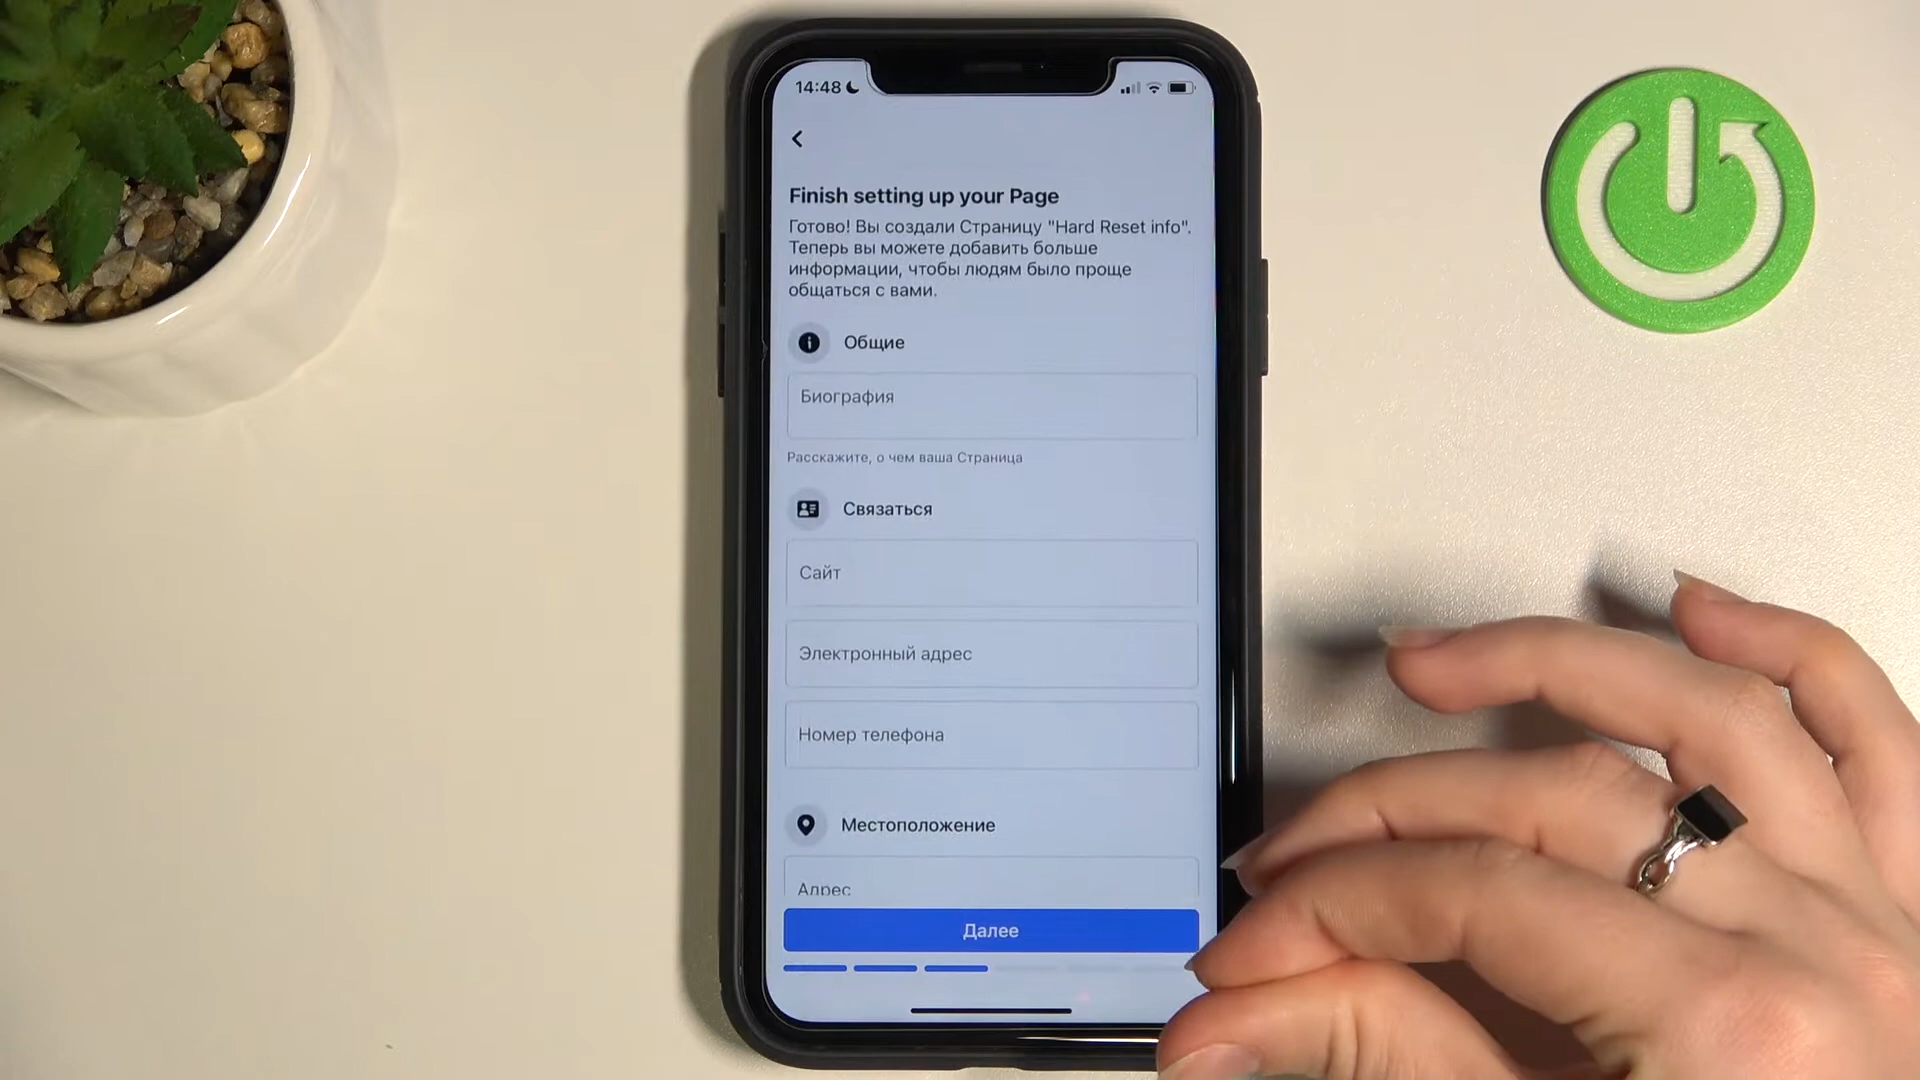 14:48
Finish setting up your Page
Готово! Вы создали Страницу "Hard Reset info".
Теперь вы можете добавить больше
информации, чтобы людям было проще
общаться с вами.
Общие
Биография
Расскажите, о чем ваша Страница
Связаться
Сайт
Электронный адрес
Номер телефона
Местоположение
Адрес
Далее